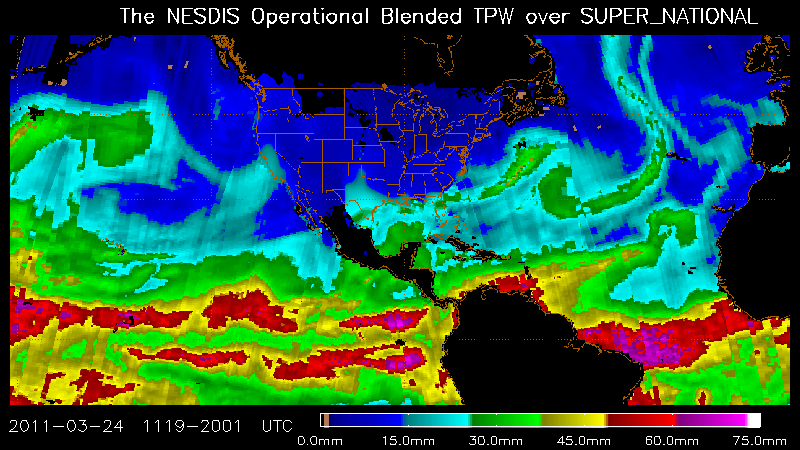 The NESDIS Operational Blended TPW over SUPER_NATIONAL
2011-03-24 1119-2001 UTC
0.0mm 15.0mm 30.0mm 45.0mm 60.0mm 75.0mm